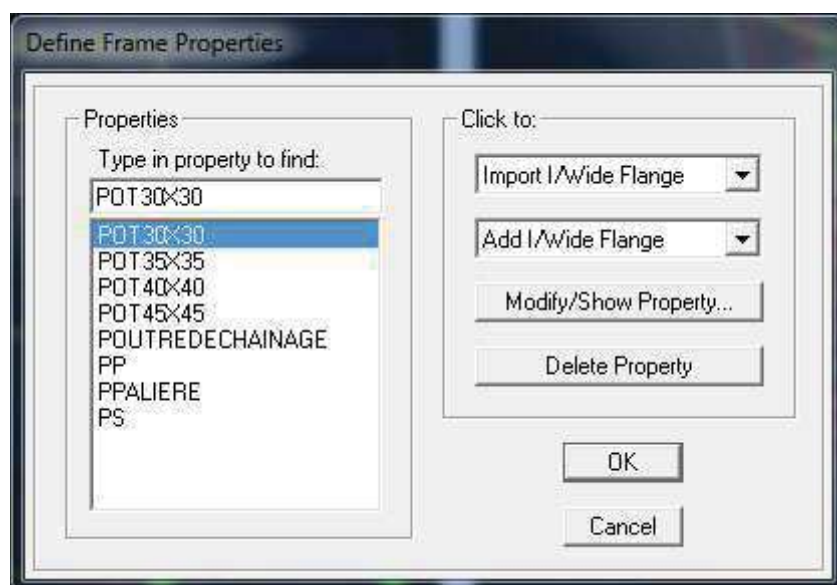 Define Frame Properties
Properties
Type in property to find:
POT30X30
POT30X30
POT35X35
POT40X40
POT45X45
POUTREDECHAINAGE
PP
PPALIERE
PS
Click to:
Import I/Wide Flange
Add I/Wide Flange
Modify/Show Property...
Delete Property
OK
Cancel